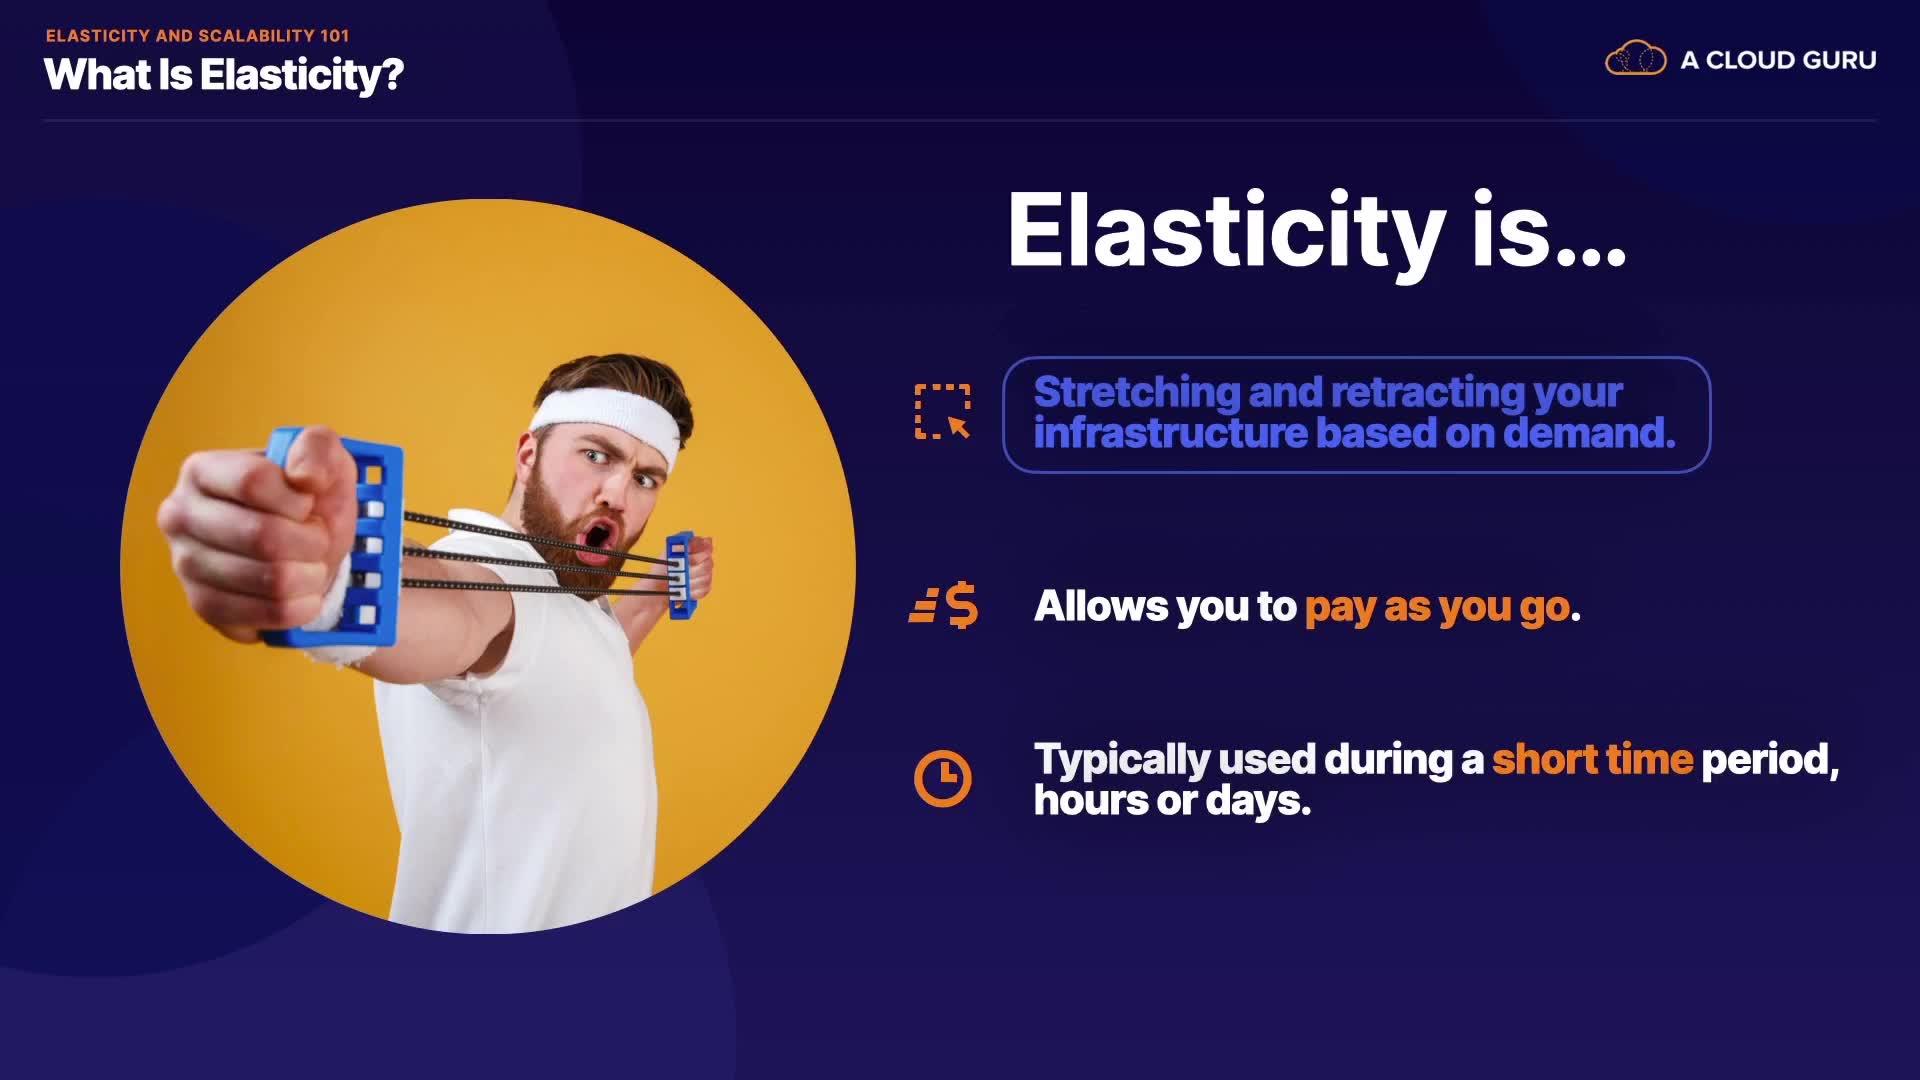 ELASTICITY AND SCALABILITY 101
What Is Elasticity?
A CLOUD GURU
Elasticity is...
Stretching and retracting your
infrastructure based on demand.
Allows you to pay as you go.
Typically used during a short time period,
hours or days.